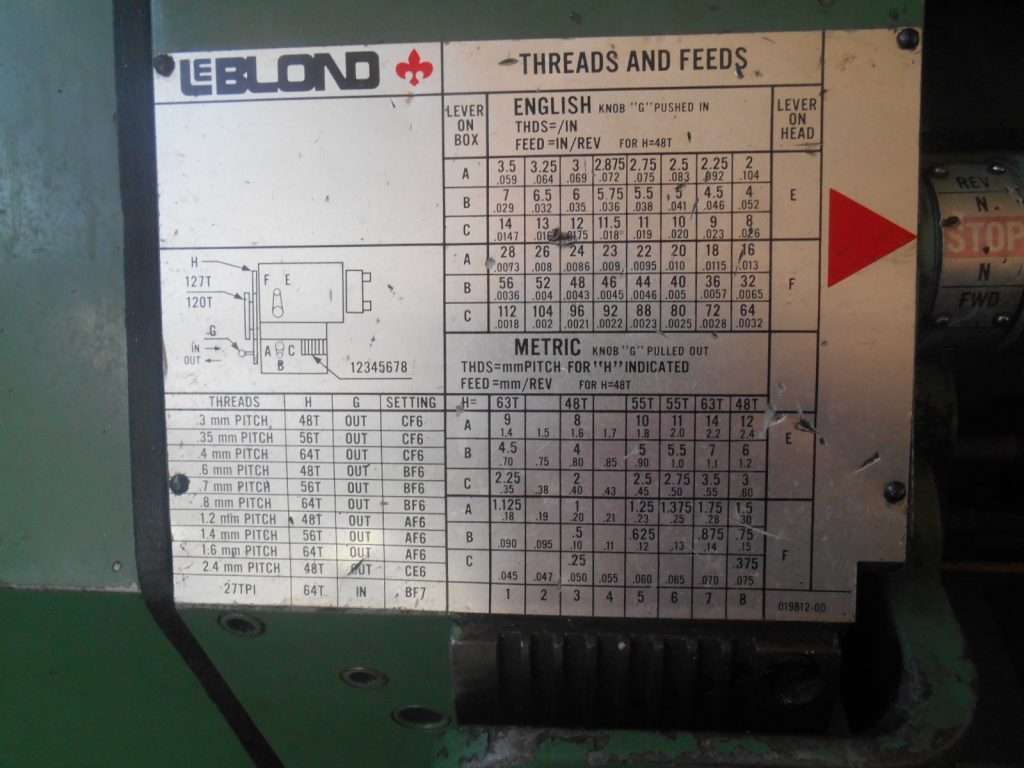 LEBLOND
THREADS AND FEEDS
LEVER ON BOX
ENGLISH KNOB "G" PUSHED IN
THDS=/IN
FEED =IN/REV FOR H=48T
LEVER ON HEAD
A 3.5 3.25 3 2.875 2.75 2.5 2.25 2
.059 .064 .069 .072 .075 .083 .092 .104
B 7 6.5 6 5.75 5.5 5 4.5 4
.029 .032 .035 .036 .038 .041 .046 .052
E
C 14 13 12 11.5 11 10 9 8
.0147 .0175 .018 .019 .020 .023 .026
A 28 26 24 23 22 20 18 16
.0073 .008 .0086 .009 .0095 .010 .0115 .013
B 56 52 48 46 44 40 36 32
.0036 .004 .0043 .0045 .0046 .005 .0057 .0065
F
C 112 104 96 92 88 80 72 64
.0018 .002 .0021 .0022 .0023 .0025 .0028 .0032
METRIC KNOB "G" PULLED OUT
THDS=mmPITCH FOR "H" INDICATED
FEED=mm/REV FOR H=48T
H= 63T 48T 55T 55T 63T 48T
A 9 8 10 11 14 12
1.4 1.5 1.6 1.7 1.8 2.0 2.2 2.4
E
B 4.5 4 5 5.5 7 6
.70 .75 .80 .85 .90 1.0 1.1 1.2
C 2.25 2 2.5 2.75 3.5 3
.35 .38 .40 .43 .45 .50 .55 .60
A 1.125 1 1.25 1.375 1.75 1.5
.18 .19 .20 .21 .23 .25 .28 .30
B .5 .625 .875 .75
.090 .095 .10 .11 .12 .13 .14 .15
F
C .25 .375
.045 .047 .050 .055 .060 .065 .070 .075
1 2 3 4 5 6 7 8
019812-00
H
127T
120T
G
IN
OUT
F E
A C
B
12345678
THREADS H G SETTING
.3 mm PITCH 48T OUT CF6
.35 mm PITCH 56T OUT CF6
.4 mm PITCH 64T OUT CF6
.6 mm PITCH 48T OUT BF6
.7 mm PITCH 56T OUT BF6
.8 mm PITCH 64T OUT BF6
1.2 mm PITCH 48T OUT AF6
1.4 mm PITCH 56T OUT AF6
1.6 mm PITCH 64T OUT AF6
2.4 mm PITCH 48T OUT CE6
27TPI 64T IN BF7
REV
N
STOP
N
FWD